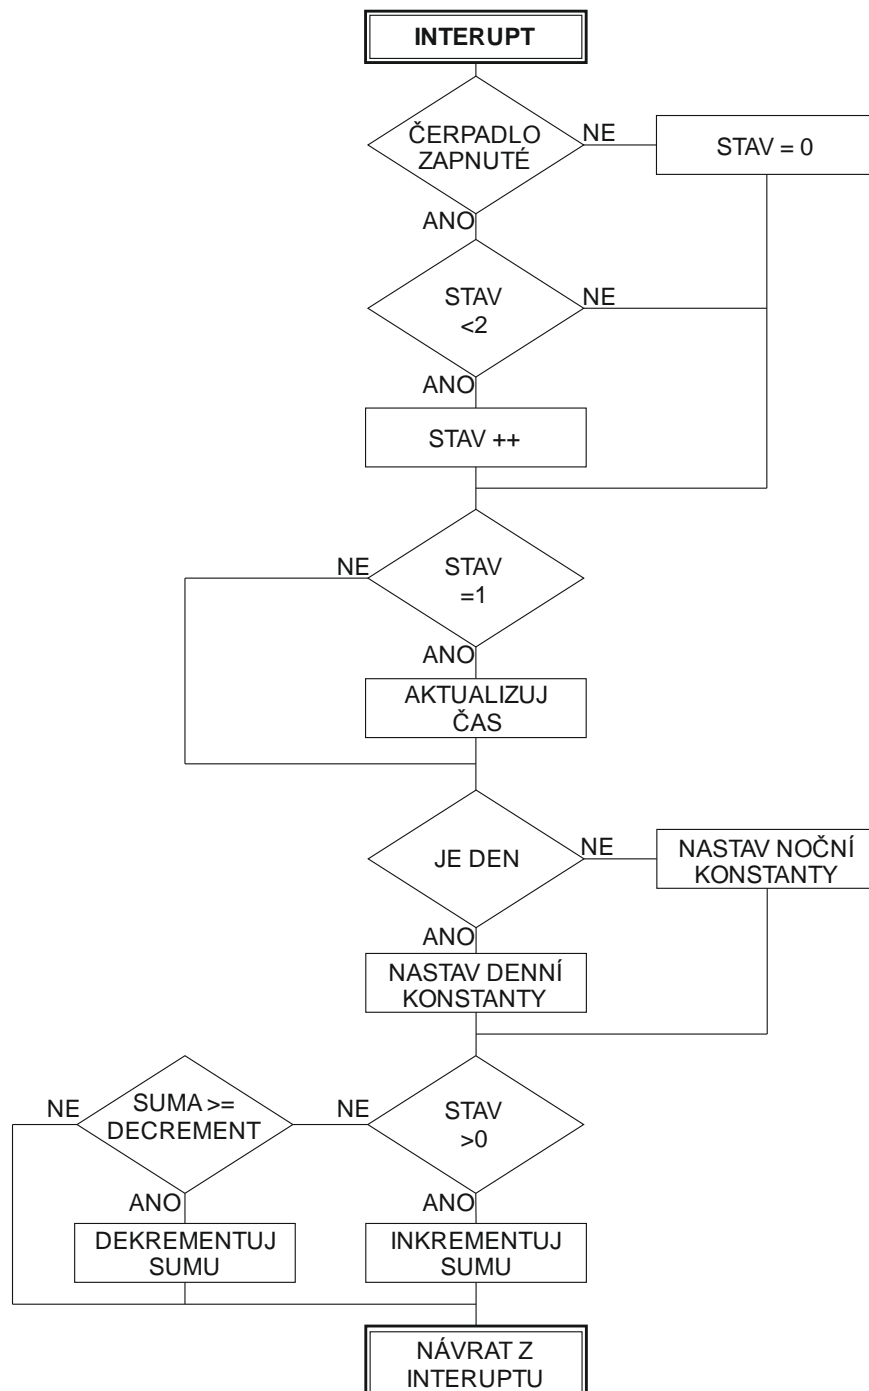 INTERUPT
ČERPADLO
ZAPNUTÉ
NE
STAV = 0
ANO
STAV
<2
NE
ANO
STAV ++
NE
STAV
=1
ANO
AKTUALIZUJ
ČAS
JE DEN
NE
NASTAV NOČNÍ
KONSTANTY
ANO
NASTAV DENNÍ
KONSTANTY
NE
SUMA >=
DECREMENT
NE
STAV
>0
ANO
ANO
DEKREMENTUJ
SUMU
INKREMENTUJ
SUMU
NÁVRAT Z
INTERUPTU